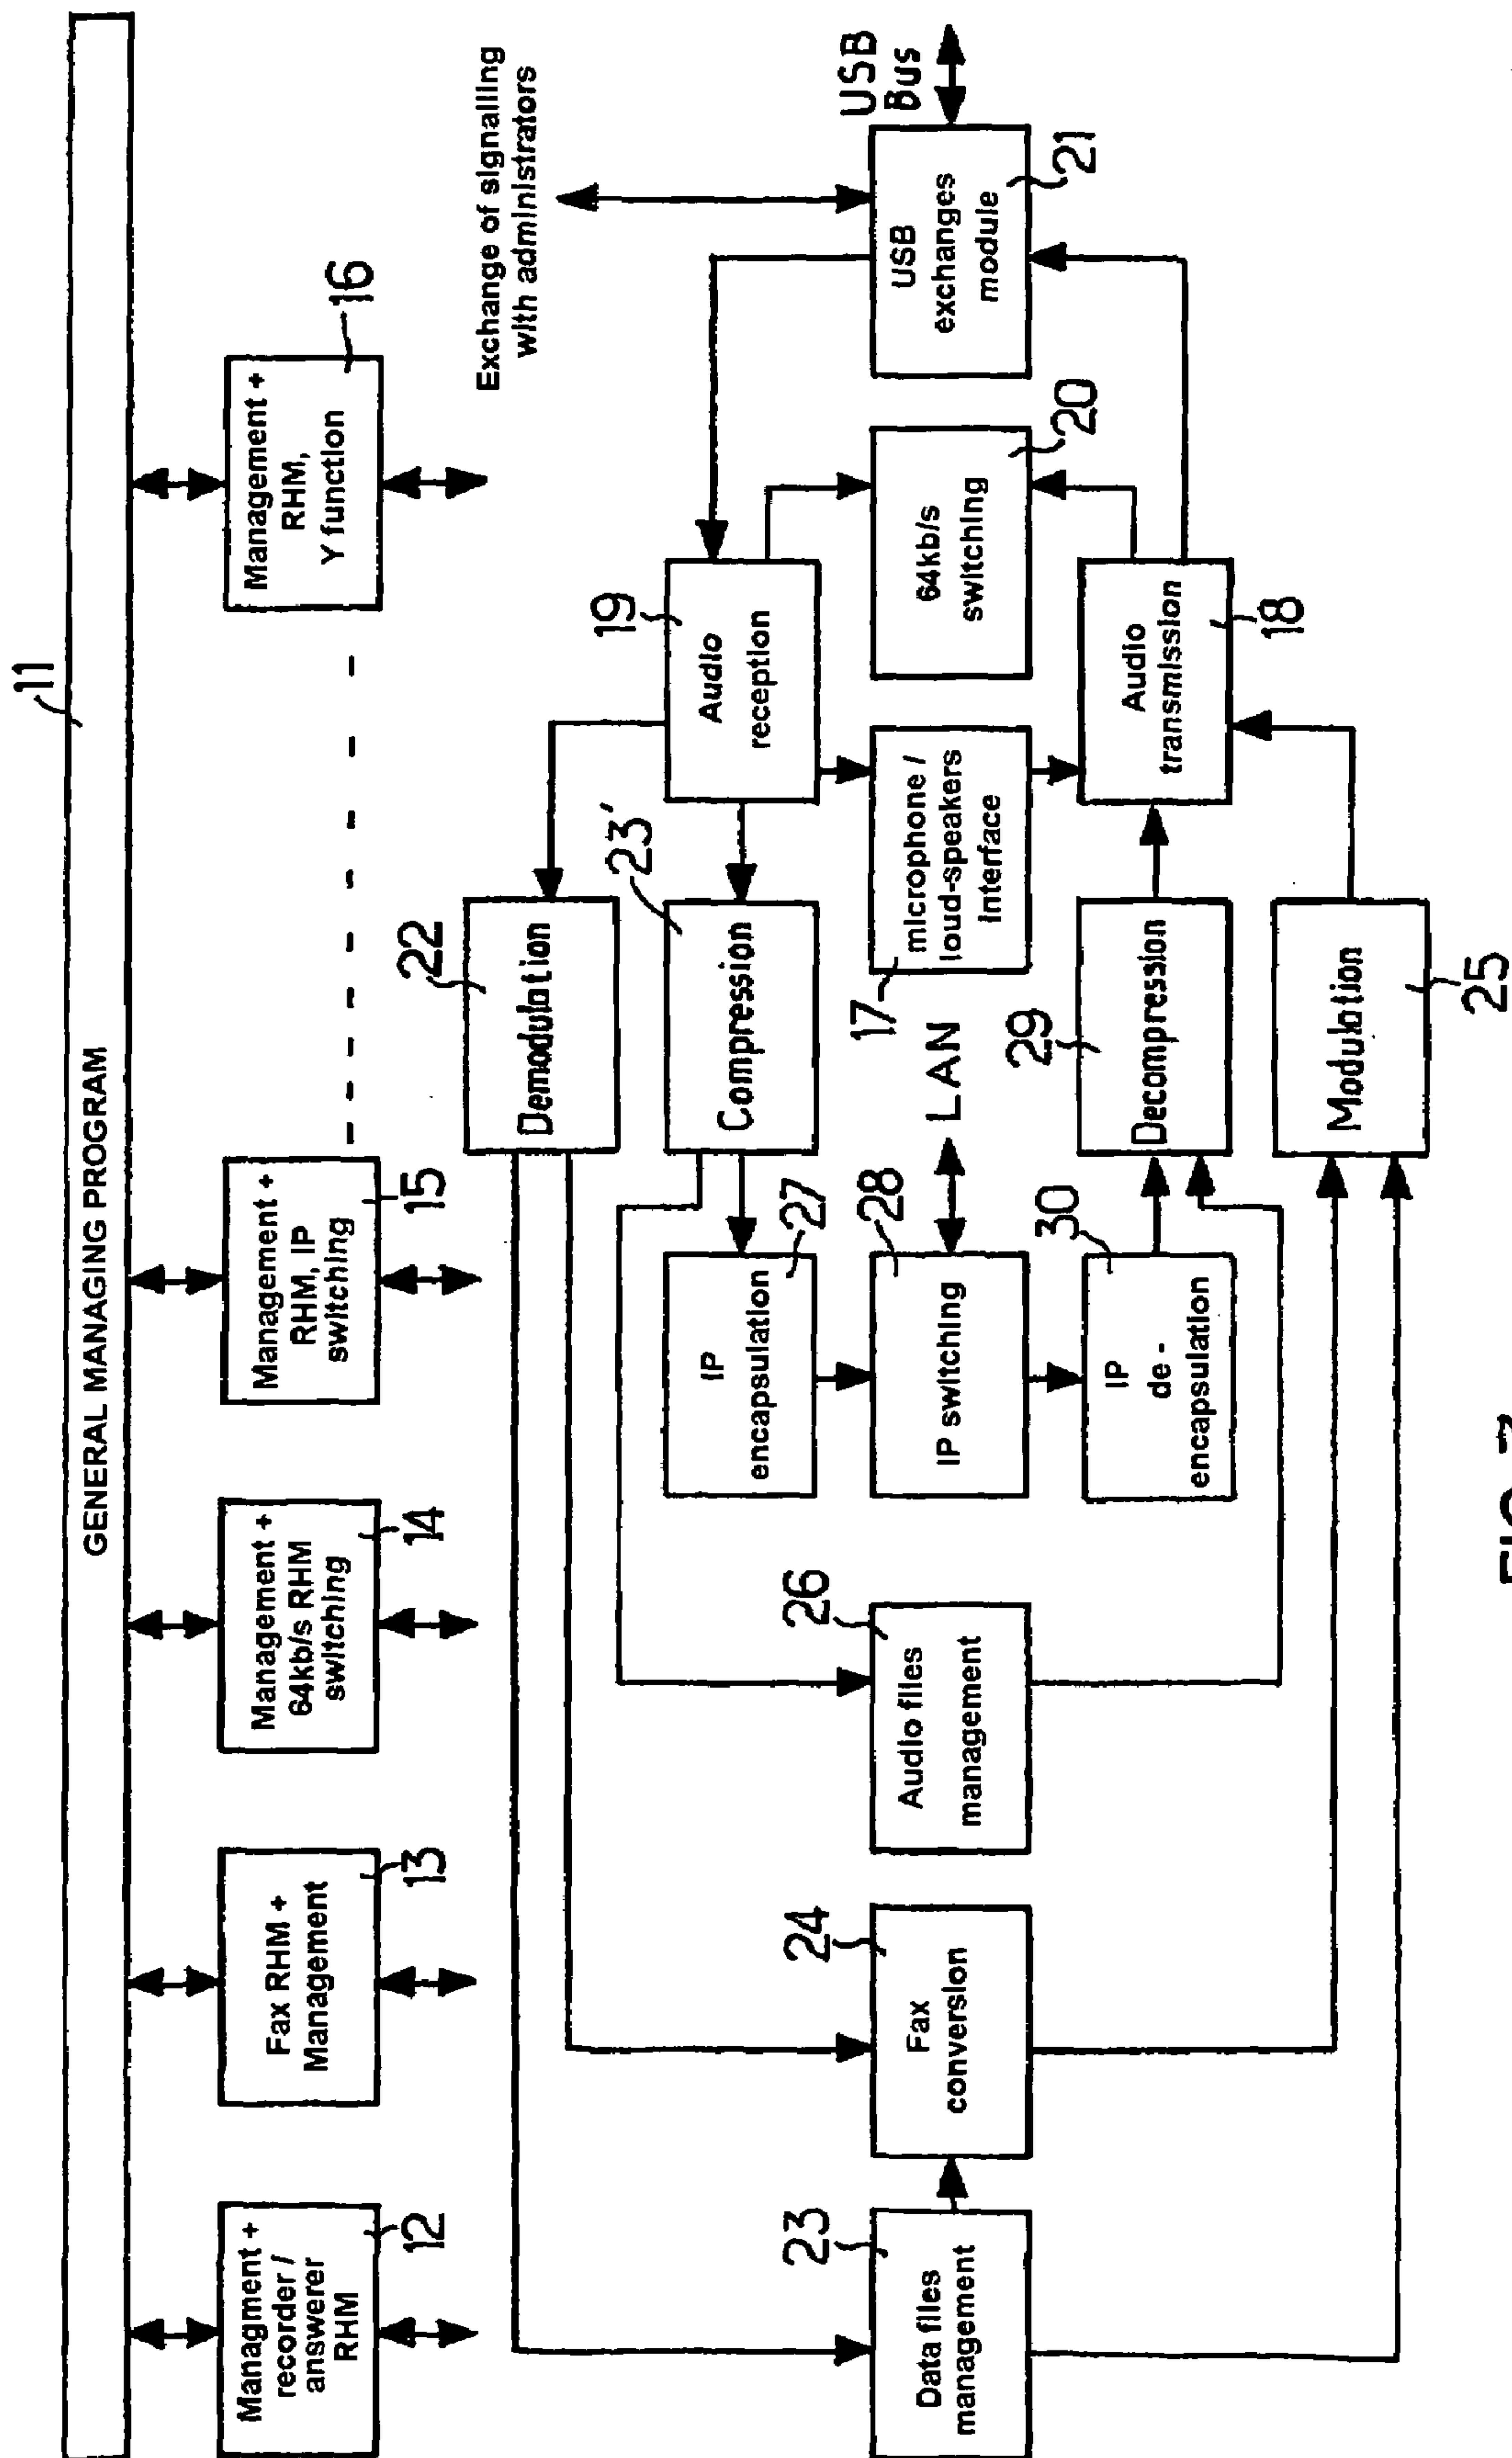 11
GENERAL MANAGING PROGRAM
Managment +
recorder /
answerer
RHM
12
Fax RHM +
Management
13
Management +
64kb/s RHM
switching
14
Management +
RHM, IP
switching
15
Management +
RHM,
Y function
16
Exchange of signalling
with administrators
22
Demodulation
23'
Compression
19
Audio
reception
IP
encapsulation
27
23
Data files
management
24
Fax
conversion
26
Audio files
management
28
IP switching
LAN
17
microphone /
loud-speakers
interface
64kb/s
switching
20
USB
exchanges
module
21
USB
Bus
30
IP
de -
encapsulation
29
Decompression
Audio
transmission
18
Modulation
25